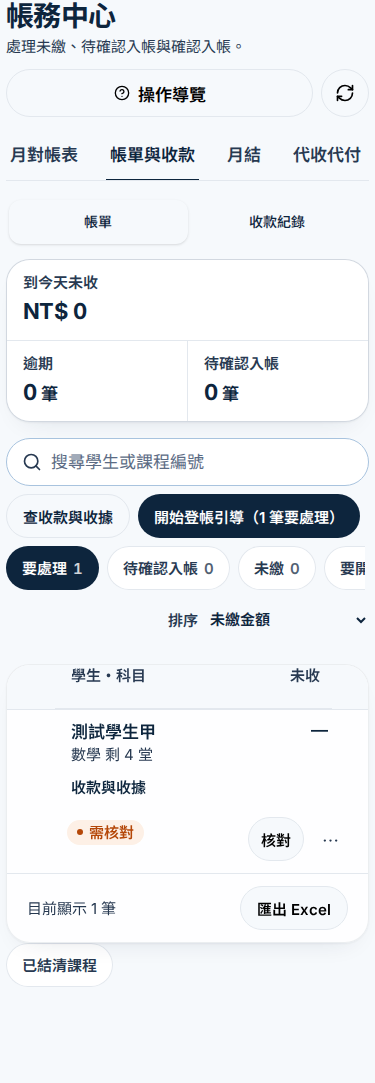 帳務中心
處理未繳、待確認入帳與確認入帳。
操作導覽
月對帳表 帳單與收款 月結 代收代付
帳單 收款紀錄
到今天未收
NT$ 0
逾期 待確認入帳
0 筆 0 筆
搜尋學生或課程編號
查收款與收據 開始登帳引導（1 筆要處理）
要處理 1 待確認入帳 0 未繳 0 要開
排序 未繳金額
學生・科目 未收
測試學生甲 —
數學 剩 4 堂
收款與收據
需核對 核對 ...
目前顯示 1 筆 匯出 Excel
已結清課程